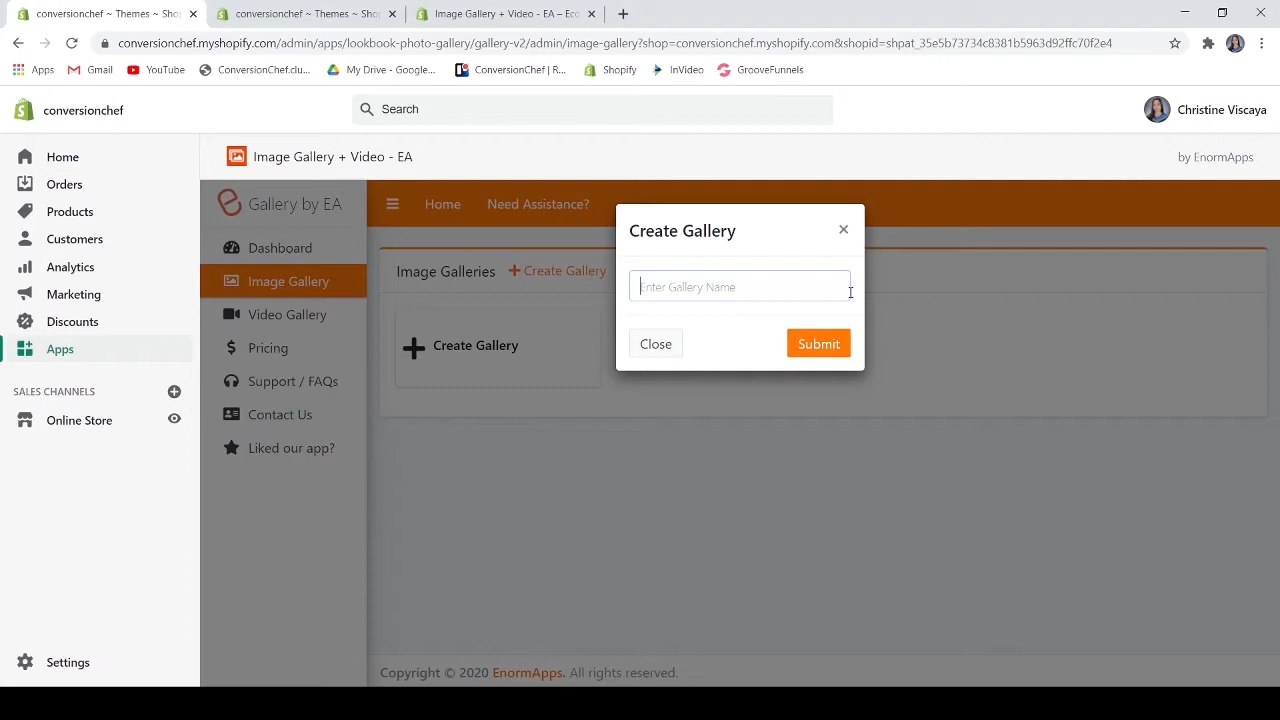 conversionchef ~ Themes ~ Shop
conversionchef ~ Themes ~ Shop
Image Gallery + Video - EA – Eco
conversionchef.myshopify.com/admin/apps/lookbook-photo-gallery/gallery_v2/admin/image-gallery?shop=conversionchef.myshopify.com&shopid=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
Apps
Gmail
YouTube
ConversionChef.clu...
My Drive - Google...
ConversionChef | R...
Shopify
InVideo
GrooveFunnels
conversionchef
Search
Christine Viscaya
Home
Orders
Products
Customers
Analytics
Marketing
Discounts
Apps
SALES CHANNELS
Online Store
Settings
Image Gallery + Video - EA
by EnormApps
Gallery by EA
Home
Need Assistance?
Dashboard
Image Gallery
Video Gallery
Pricing
Support / FAQs
Contact Us
Liked our app?
Image Galleries
+ Create Gallery
Create Gallery
Create Gallery
×
Enter Gallery Name
Close
Submit
Copyright © 2020 EnormApps. All rights reserved.